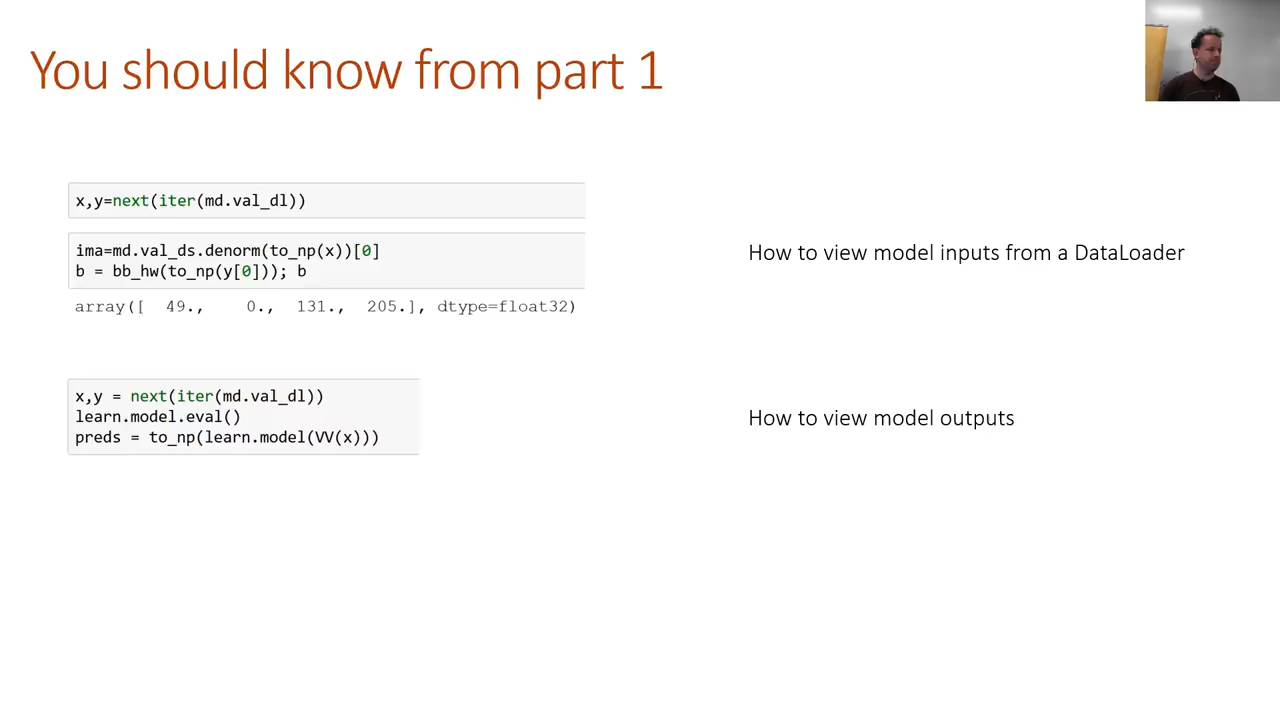 You should know from part 1
x,y=next(iter(md.val_dl))
ima=md.val_ds.denorm(to_np(x))[0]
b = bb_hw(to_np(y[0])); b
array([  49.,    0.,  131.,  205.], dtype=float32)
How to view model inputs from a DataLoader
x,y = next(iter(md.val_dl))
learn.model.eval()
preds = to_np(learn.model(VV(x)))
How to view model outputs